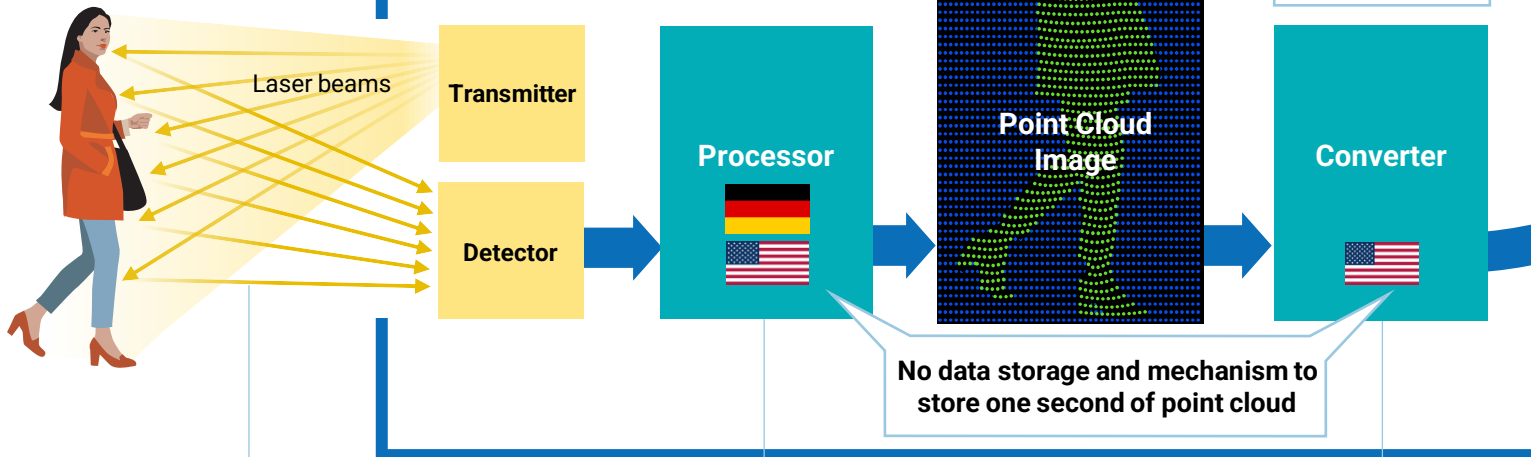 Laser beams
Transmitter
Detector
Processor
Point Cloud
Image
Converter
No data storage and mechanism to
store one second of point cloud